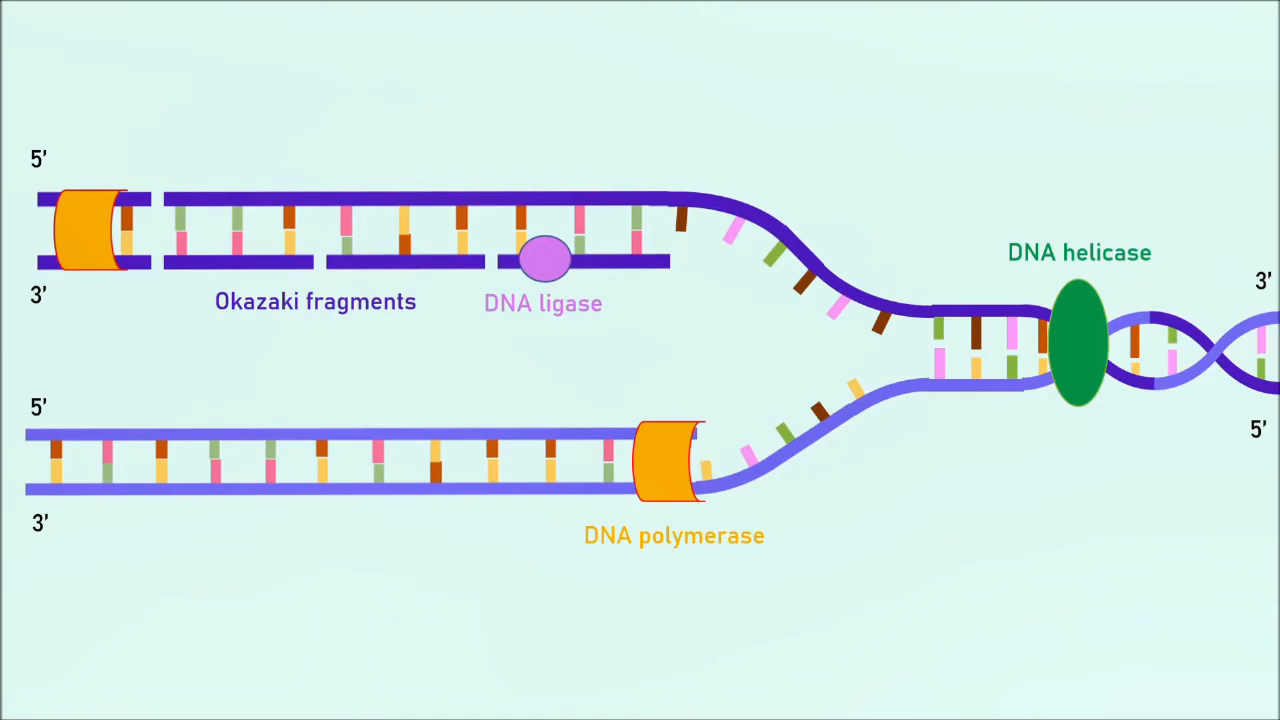 5’
3’
Okazaki fragments
DNA ligase
DNA helicase
3’
5’
5’
3’
DNA polymerase